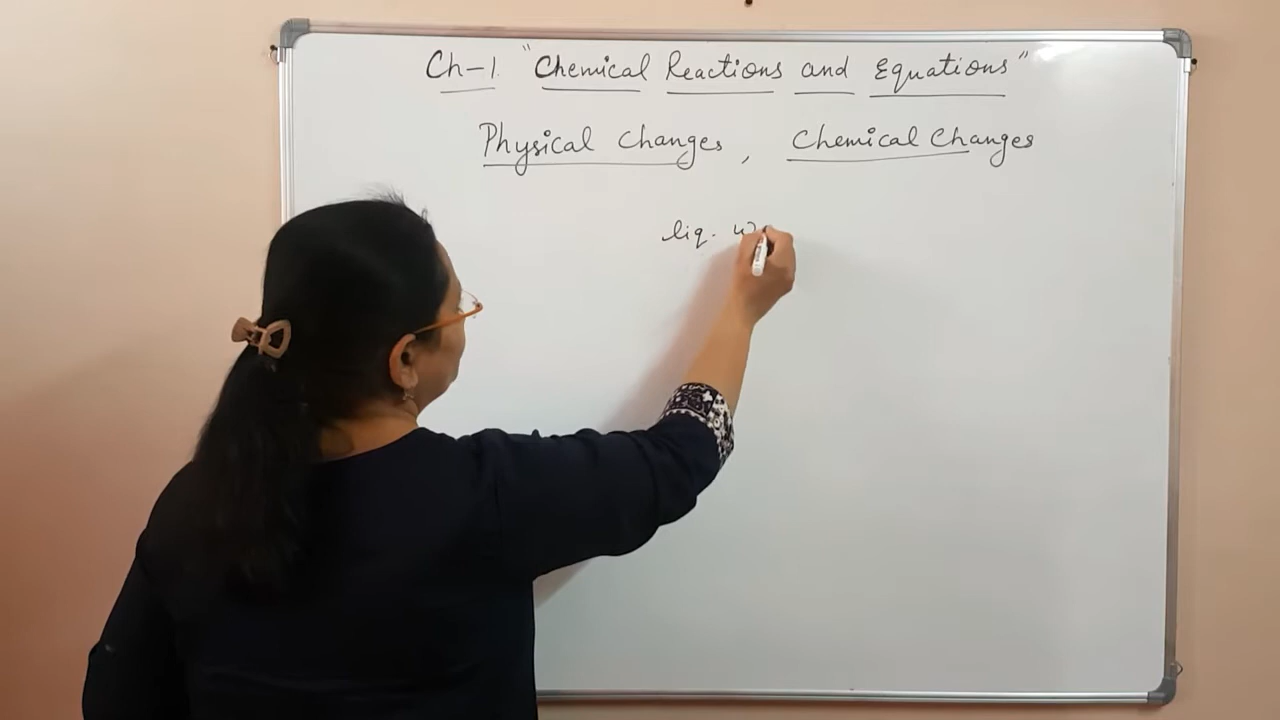 Ch-1. "Chemical Reactions and Equations"
Physical Changes, Chemical Changes
liq.